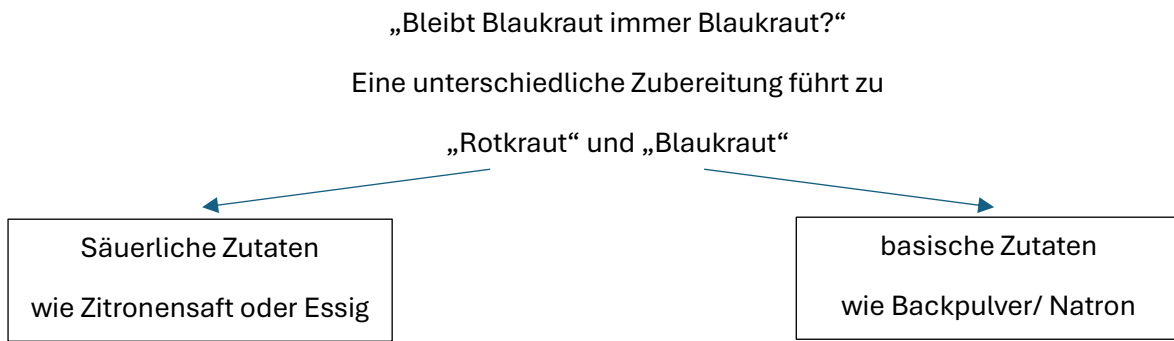 „Bleibt Blaukraut immer Blaukraut?“
Eine unterschiedliche Zubereitung führt zu
„Rotkraut“ und „Blaukraut“
Säuerliche Zutaten
wie Zitronensaft oder Essig
basische Zutaten
wie Backpulver/ Natron